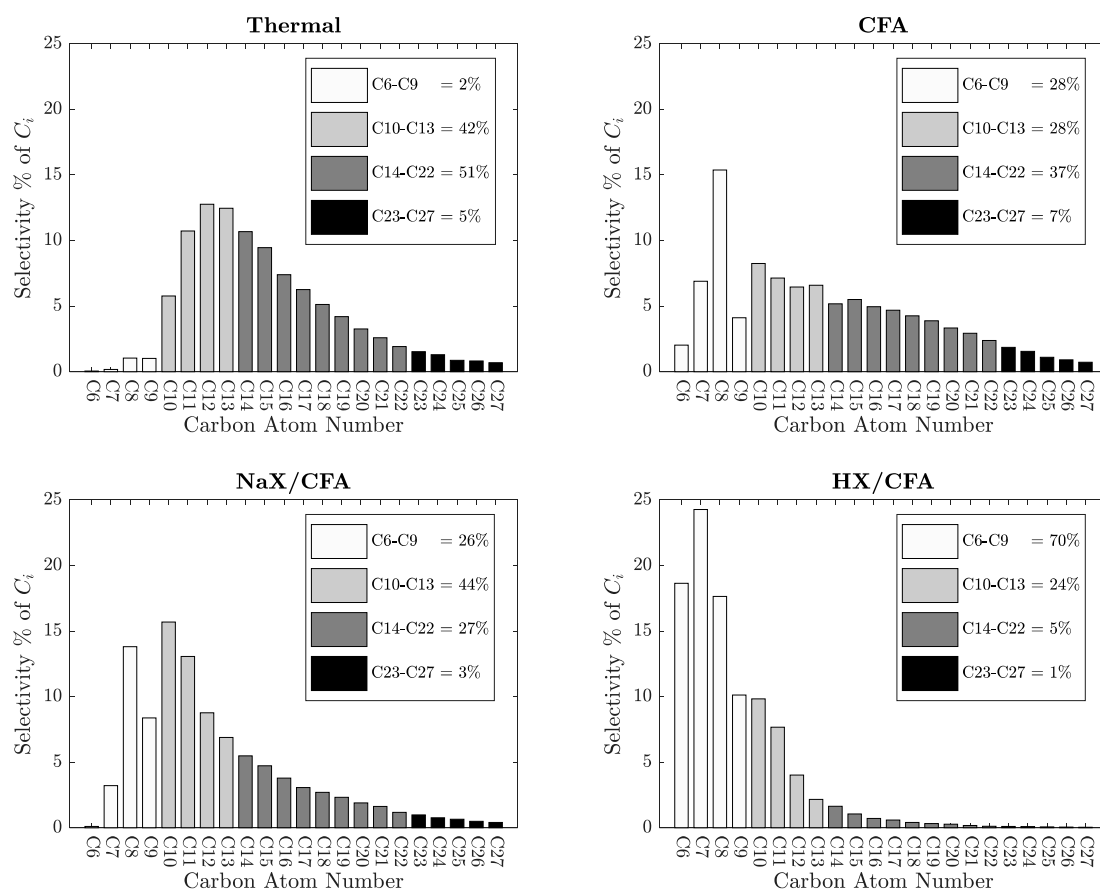 Thermal
25
20
15
10
5
0
Selectivity % of C_i
C6-C9 = 2%
C10-C13 = 42%
C14-C22 = 51%
C23-C27 = 5%
C6 C7 C8 C9 C10 C11 C12 C13 C14 C15 C16 C17 C18 C19 C20 C21 C22 C23 C24 C25 C26 C27
Carbon Atom Number
CFA
25
20
15
10
5
0
Selectivity % of C_i
C6-C9 = 28%
C10-C13 = 28%
C14-C22 = 37%
C23-C27 = 7%
C6 C7 C8 C9 C10 C11 C12 C13 C14 C15 C16 C17 C18 C19 C20 C21 C22 C23 C24 C25 C26 C27
Carbon Atom Number
NaX/CFA
25
20
15
10
5
0
Selectivity % of C_i
C6-C9 = 26%
C10-C13 = 44%
C14-C22 = 27%
C23-C27 = 3%
C6 C7 C8 C9 C10 C11 C12 C13 C14 C15 C16 C17 C18 C19 C20 C21 C22 C23 C24 C25 C26 C27
Carbon Atom Number
HX/CFA
25
20
15
10
5
0
Selectivity % of C_i
C6-C9 = 70%
C10-C13 = 24%
C14-C22 = 5%
C23-C27 = 1%
C6 C7 C8 C9 C10 C11 C12 C13 C14 C15 C16 C17 C18 C19 C20 C21 C22 C23 C24 C25 C26 C27
Carbon Atom Number